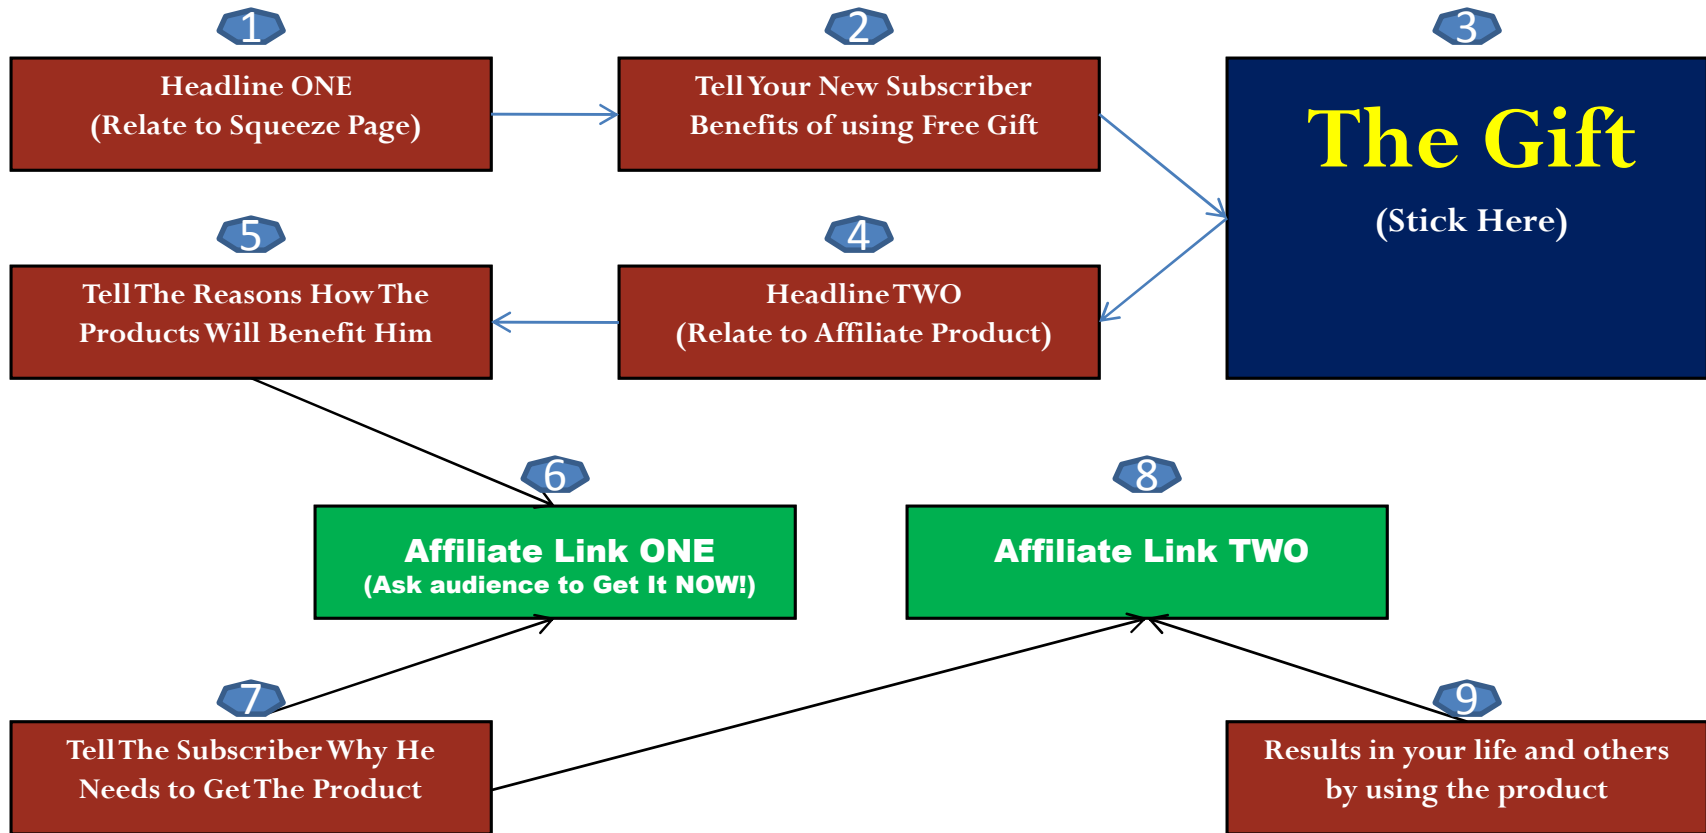 1
Headline ONE
(Relate to Squeeze Page)
2
Tell Your New Subscriber
Benefits of using Free Gift
3
The Gift
(Stick Here)
5
Tell The Reasons How The
Products Will Benefit Him
4
Headline TWO
(Relate to Affiliate Product)
6
Affiliate Link ONE
(Ask audience to Get It NOW!)
8
Affiliate Link TWO
7
Tell The Subscriber Why He
Needs to Get The Product
9
Results in your life and others
by using the product